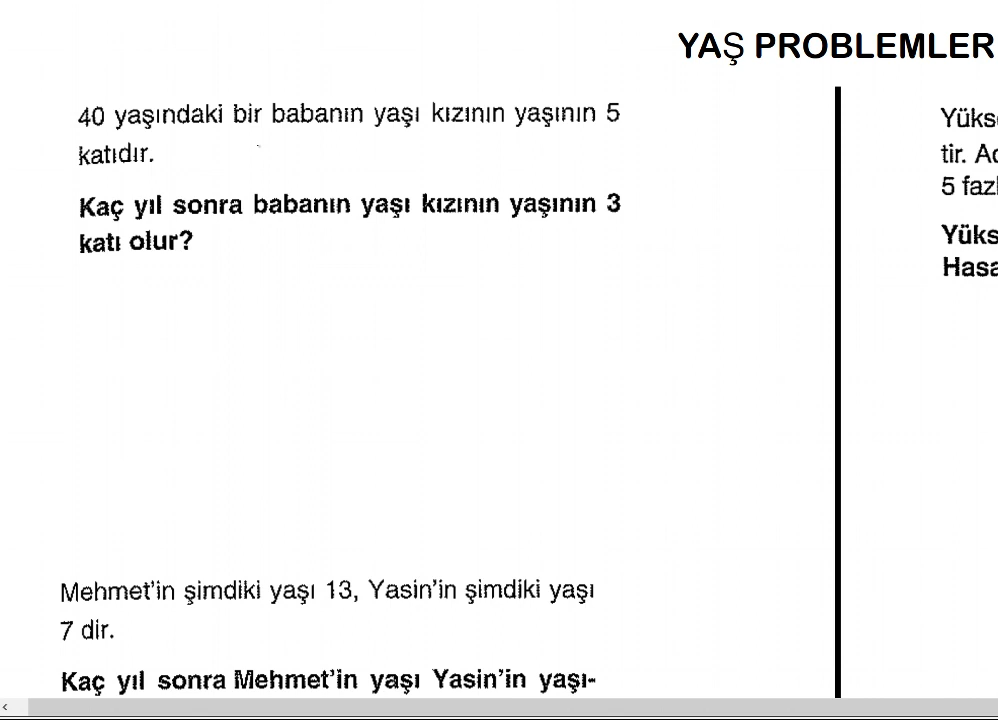 YAŞ PROBLEMLER
40 yaşındaki bir babanın yaşı kızının yaşının 5
katıdır.
Kaç yıl sonra babanın yaşı kızının yaşının 3
katı olur?
Mehmet'in şimdiki yaşı 13, Yasin'in şimdiki yaşı
7 dir.
Kaç yıl sonra Mehmet'in yaşı Yasin'in yaşı-
tir.
5